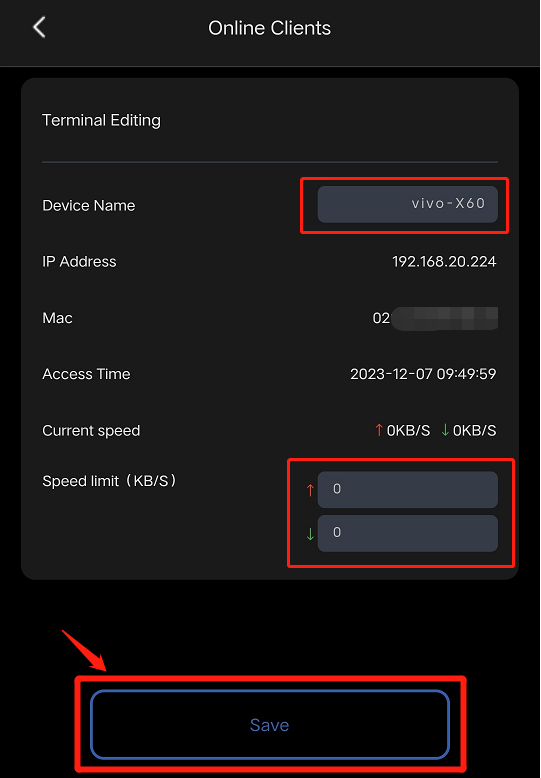 Online Clients
Terminal Editing
Device Name vivo-X60
IP Address 192.168.20.224
Mac 02
Access Time 2023-12-07 09:49:59
Current speed ↑0KB/S ↓0KB/S
Speed limit（KB/S） ↑ 0
↓ 0
Save